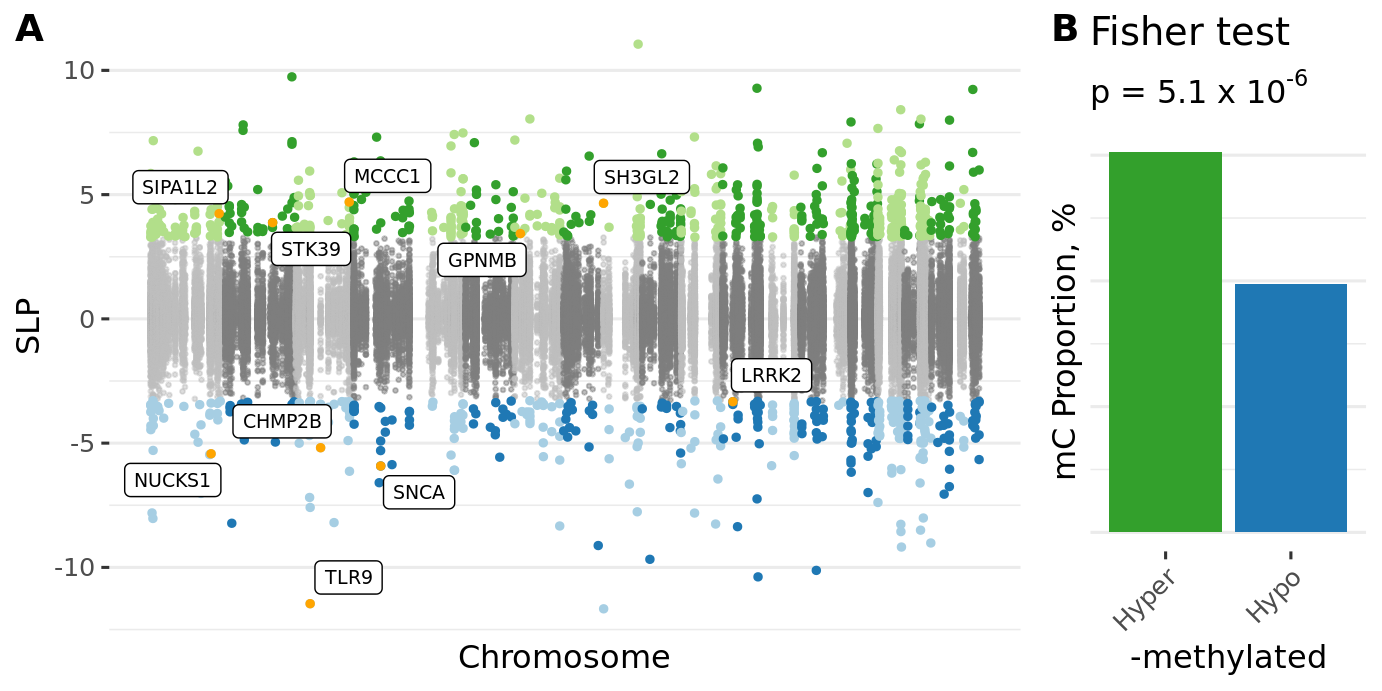 A
SLP
10
5
0
-5
-10
SIPA1L2
MCCC1
SH3GL2
STK39
GPNMB
LRRK2
CHMP2B
NUCKS1
SNCA
TLR9
Chromosome
B Fisher test
p = 5.1 x 10-6
mC Proportion, %
Hyper
Hypo
-methylated